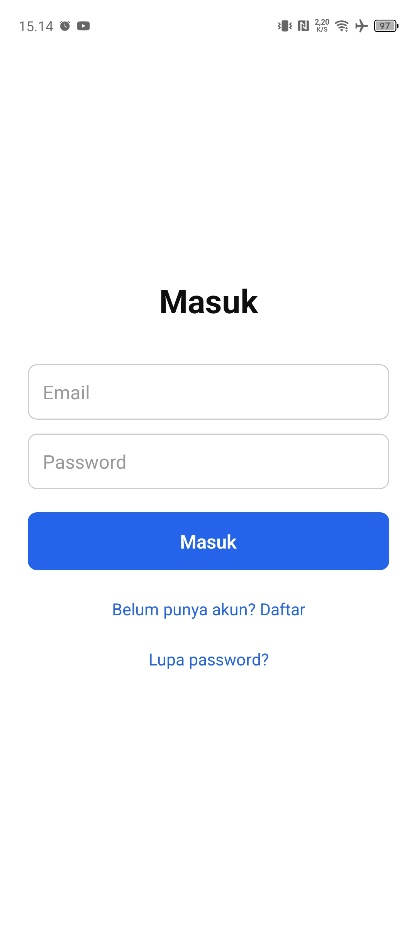 15.14
2,20
K/S
97
Masuk
Email
Password
Masuk
Belum punya akun? Daftar
Lupa password?